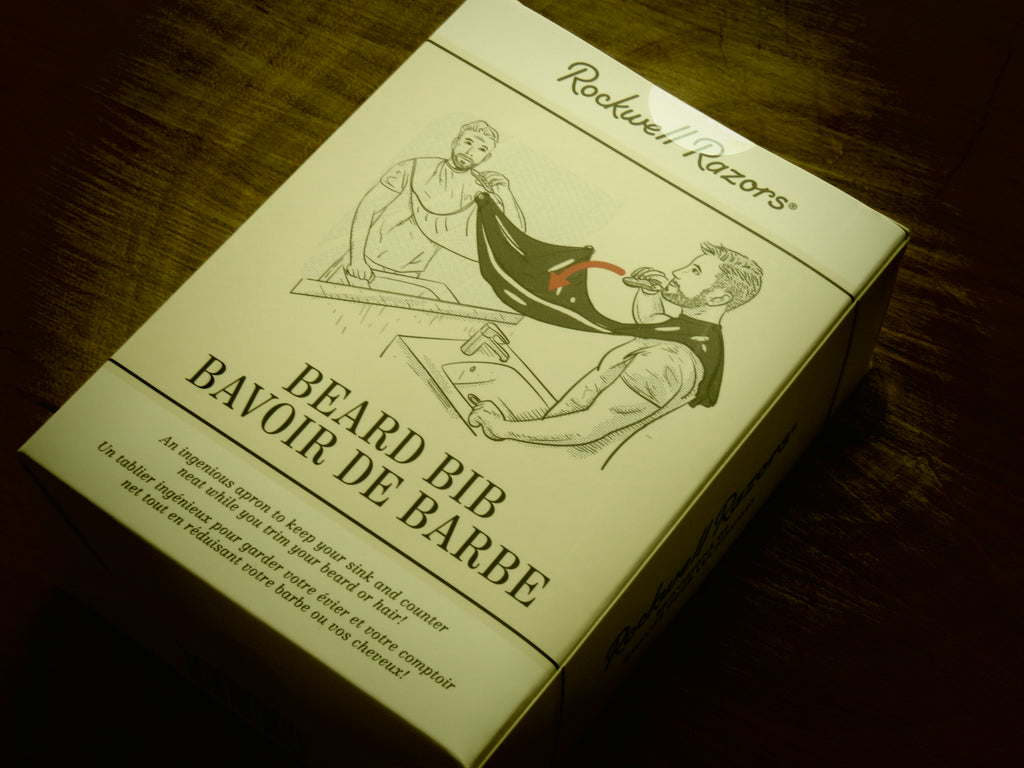 Rockwell Razors®
BEARD BIB
BAVOIR DE BARBE
An ingenious apron to keep your sink and counter
neat while you trim your beard or hair!
Un tablier ingénieux pour garder votre évier et votre comptoir
net tout en réduisant votre barbe ou vos cheveux!
Rockwell Razors